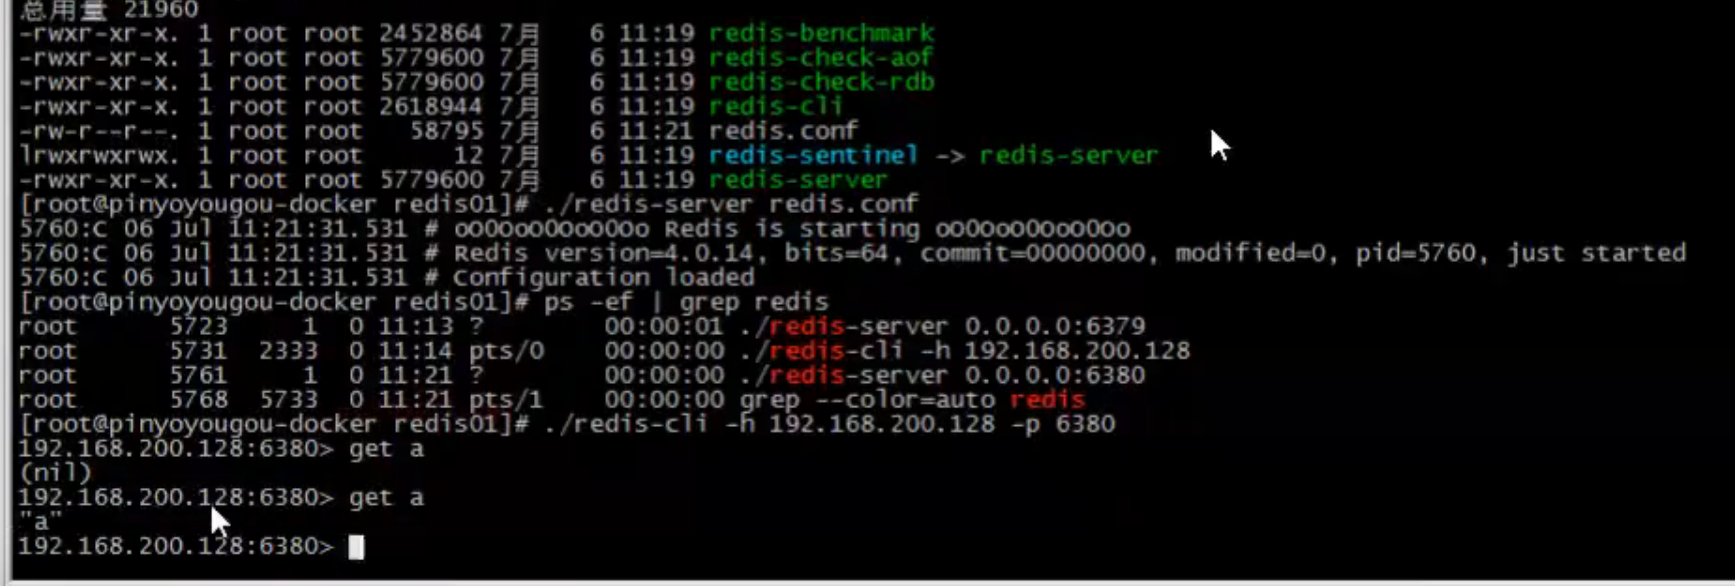 总用量 21960
-rwxr-xr-x. 1 root root 2452864 7月   6 11:19 redis-benchmark
-rwxr-xr-x. 1 root root 5779600 7月   6 11:19 redis-check-aof
-rwxr-xr-x. 1 root root 5779600 7月   6 11:19 redis-check-rdb
-rwxr-xr-x. 1 root root 2618944 7月   6 11:19 redis-cli
-rw-r--r--. 1 root root   58795 7月   6 11:21 redis.conf
lrwxrwxrwx. 1 root root      12 7月   6 11:19 redis-sentinel -> redis-server
-rwxr-xr-x. 1 root root 5779600 7月   6 11:19 redis-server
[root@pinyoyougou-docker redis01]# ./redis-server redis.conf
5760:C 06 Jul 11:21:31.531 # oO0OoO0OoO0Oo Redis is starting oO0OoO0OoO0Oo
5760:C 06 Jul 11:21:31.531 # Redis version=4.0.14, bits=64, commit=00000000, modified=0, pid=5760, just started
5760:C 06 Jul 11:21:31.531 # Configuration loaded
[root@pinyoyougou-docker redis01]# ps -ef | grep redis
root       5723     1  0 11:13 ?        00:00:01 ./redis-server 0.0.0.0:6379
root       5731  2333  0 11:14 pts/0    00:00:00 ./redis-cli -h 192.168.200.128
root       5761     1  0 11:21 ?        00:00:00 ./redis-server 0.0.0.0:6380
root       5768  5733  0 11:21 pts/1    00:00:00 grep --color=auto redis
[root@pinyoyougou-docker redis01]# ./redis-cli -h 192.168.200.128 -p 6380
192.168.200.128:6380> get a
(nil)
192.168.200.128:6380> get a
"a"
192.168.200.128:6380>